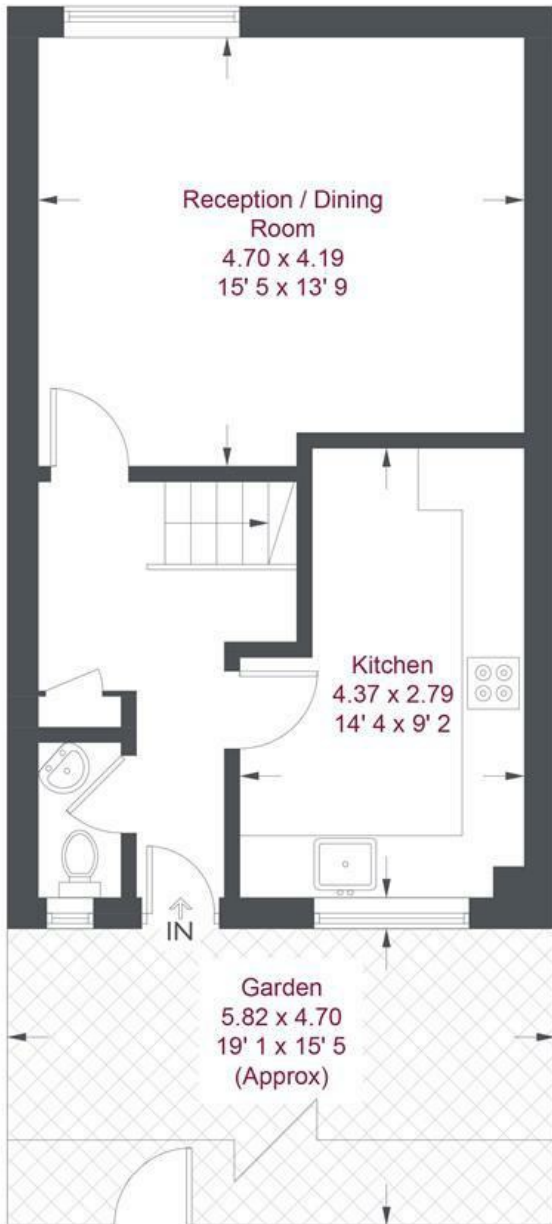 Reception / Dining
Room
4.70 x 4.19
15' 5 x 13' 9
Kitchen
4.37 x 2.79
14' 4 x 9' 2
IN
Garden
5.82 x 4.70
19' 1 x 15' 5
(Approx)